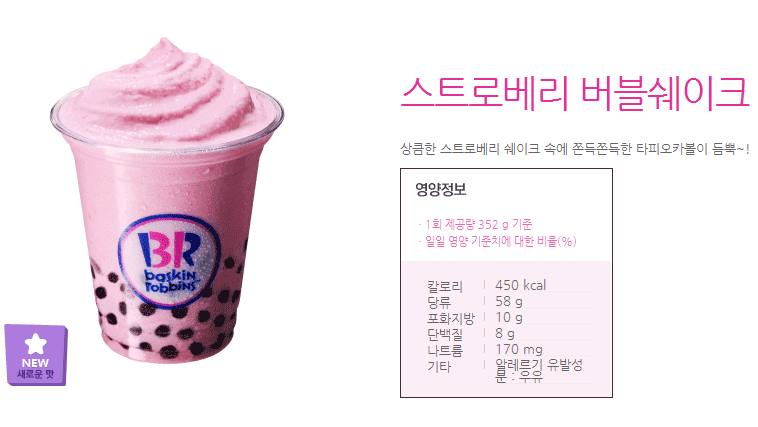 스트로베리 버블쉐이크
상큼한 스트로베리 쉐이크 속에 쫀득쫀득한 타피오카볼이 듬뿍~!
영양정보
· 1회 제공량 352 g 기준
· 일일 영양 기준치에 대한 비율(%)
칼로리 | 450 kcal
당류 | 58 g
포화지방 | 10 g
단백질 | 8 g
나트륨 | 170 mg
기타 | 알레르기 유발성
분 : 우유
BR
baskin
robbins
NEW
새로운 맛